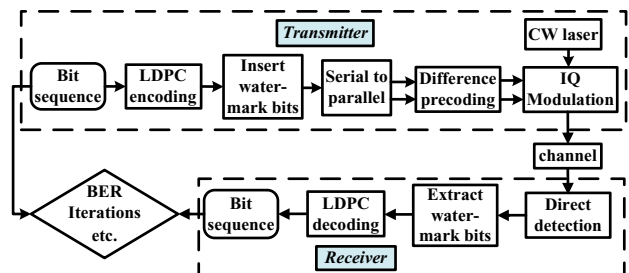 Transmitter
CW laser
Bit
sequence
LDPC
encoding
Insert
water-
mark bits
Serial to
parallel
Difference
precoding
IQ
Modulation
channel
BER
Iterations
etc.
Bit
sequence
LDPC
decoding
Extract
water-
mark bits
Direct
detection
Receiver